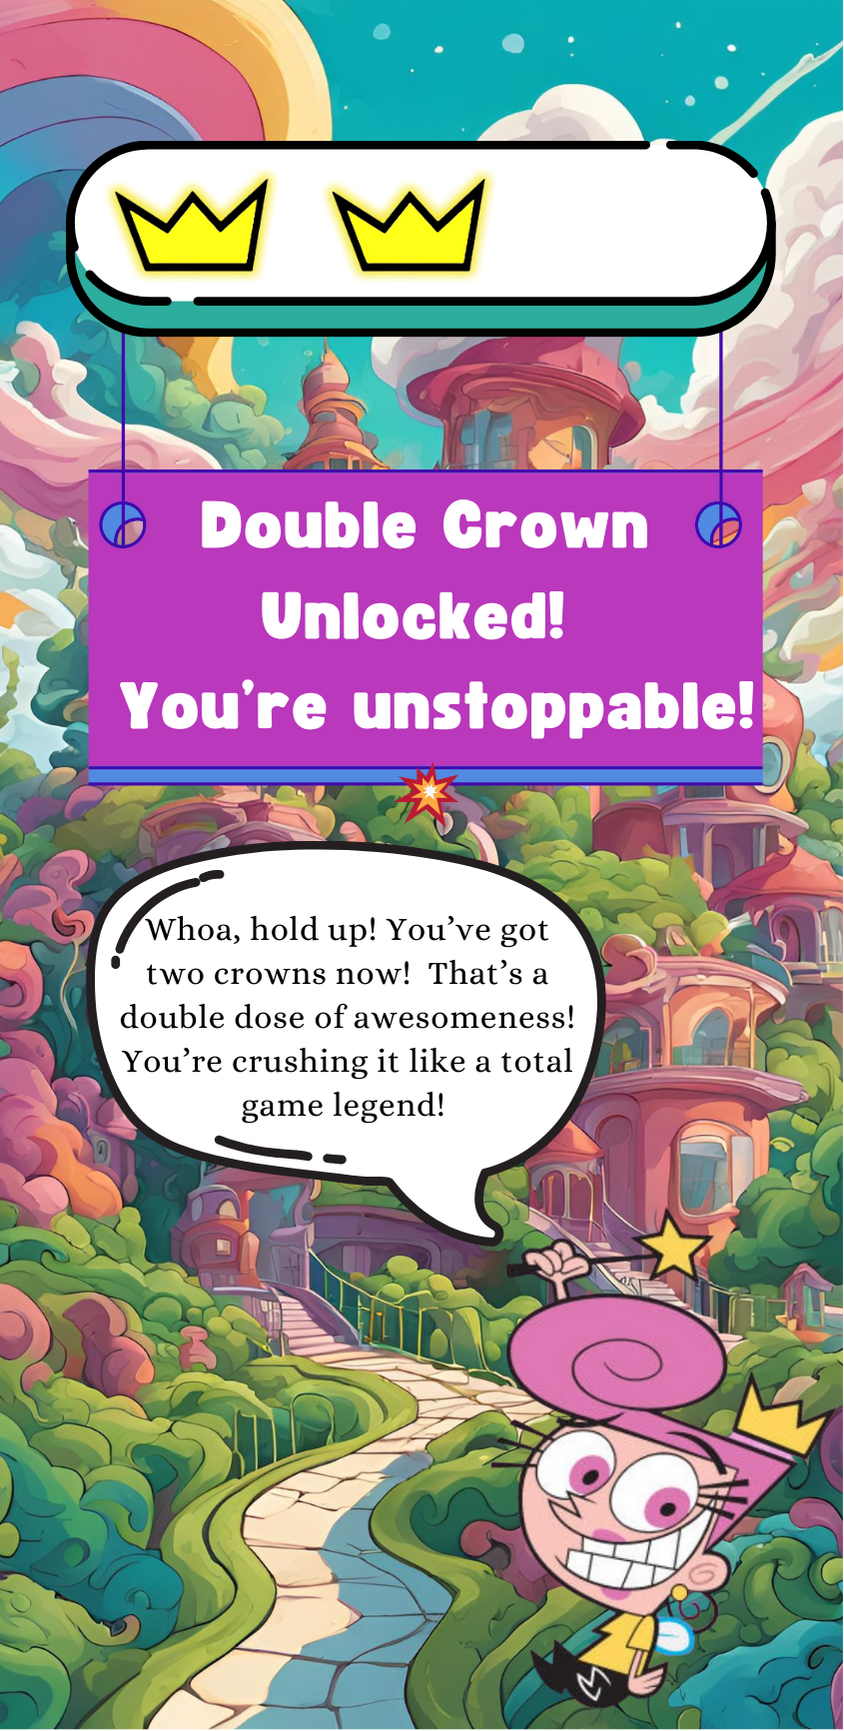 Double Crown
Unlocked!
You're unstoppable!
Whoa, hold up! You've got
two crowns now!  That's a
double dose of awesomeness!
You're crushing it like a total
game legend!